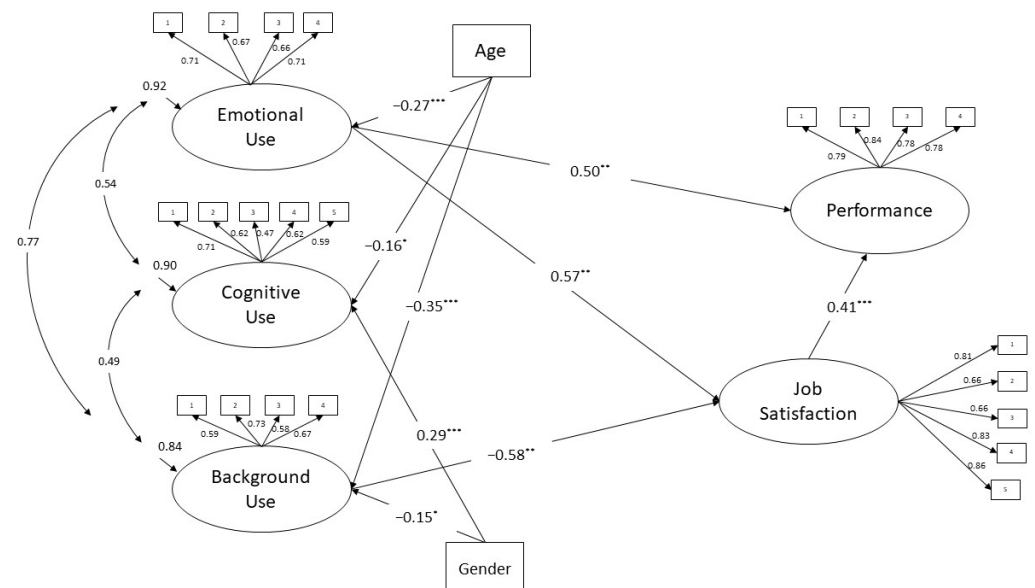 1 2 3 4
0.67 0.66
0.71 0.71
Age
0.92
Emotional
Use
−0.27***
1 2 3 4
0.84
0.78
0.79 0.78
0.50**
0.54
Performance
1 2 3 4 5
0.62 0.47 0.62
0.71 0.59
0.77
−0.16*
0.90
0.57**
Cognitive
Use
−0.35***
0.41***
1
0.81
0.49
2
0.66
Job
Satisfaction
3
0.66
1 2 3 4
0.73 0.58
0.59 0.67
0.29***
4
0.83
0.84
−0.58**
5
0.86
Background
Use
−0.15*
Gender